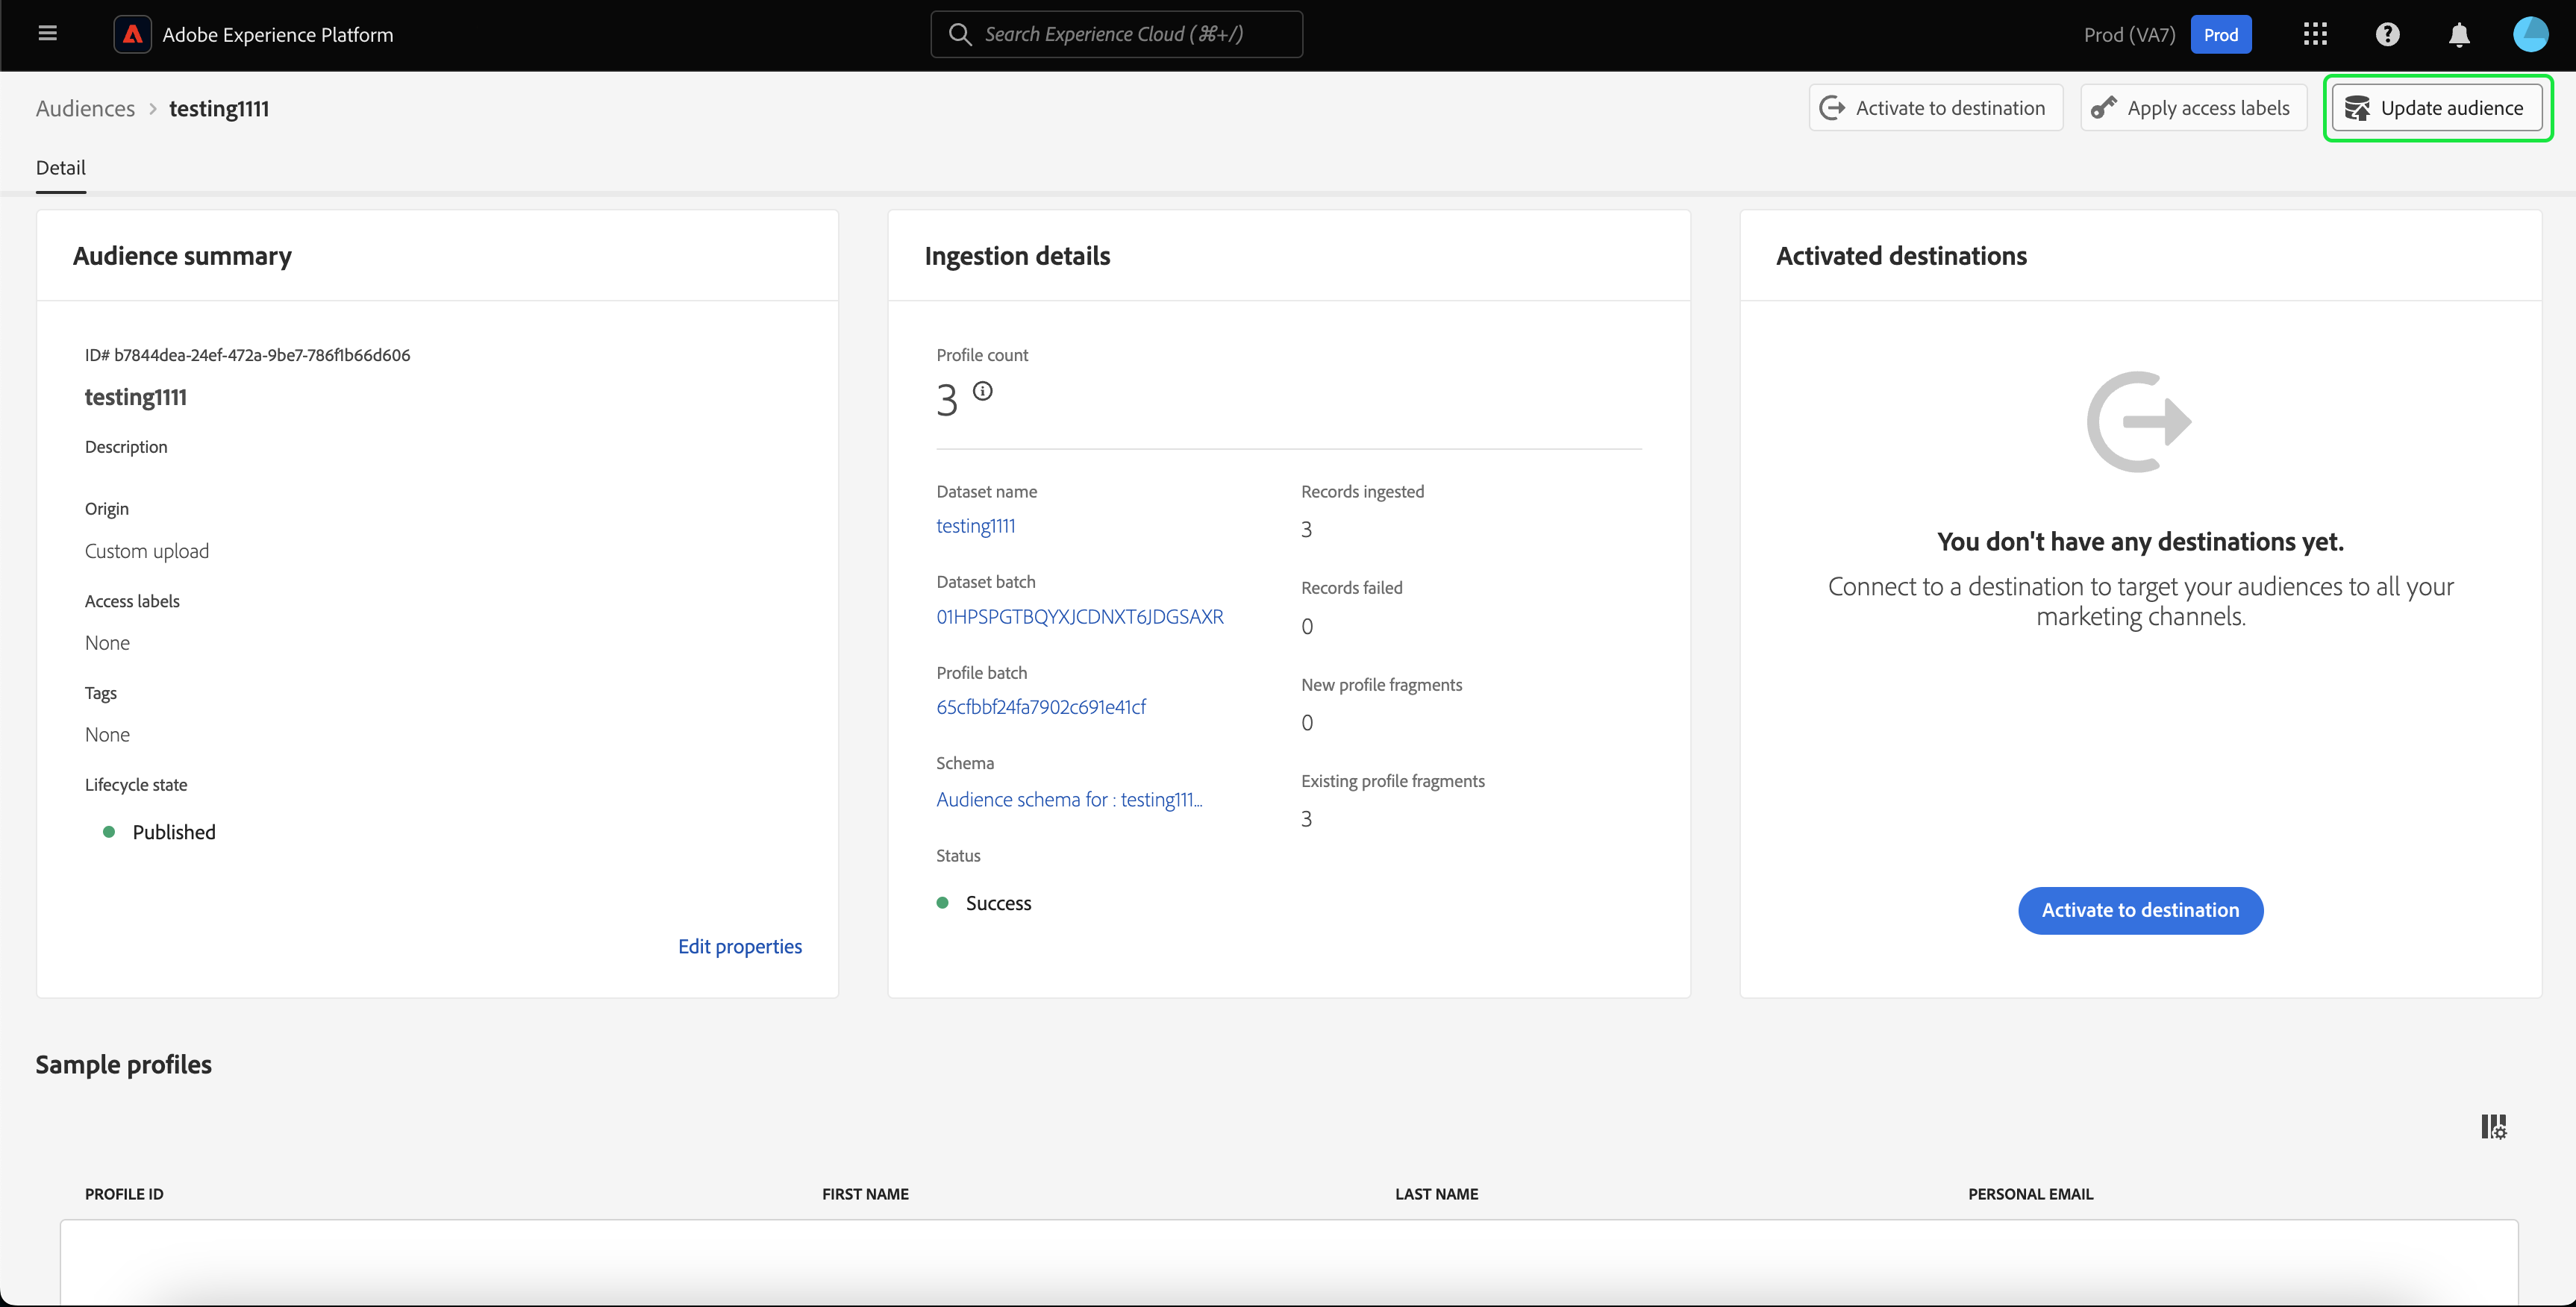 Adobe Experience Platform
Search Experience Cloud (⌘+/)
Prod (VA7)
Prod
Audiences > testing1111
Activate to destination
Apply access labels
Update audience
Detail
Audience summary
ID# b7844dea-24ef-472a-9be7-786f1b66d606
testing1111
Description
Origin
Custom upload
Access labels
None
Tags
None
Lifecycle state
Published
Edit properties
Ingestion details
Profile count
3
Dataset name
testing1111
Dataset batch
01HPSPGTBQYXJCDNXT6JDGSAXR
Profile batch
65cfbbf24fa7902c691e41cf
Schema
Audience schema for : testing111...
Status
Success
Records ingested
3
Records failed
0
New profile fragments
0
Existing profile fragments
3
Activated destinations
You don't have any destinations yet.
Connect to a destination to target your audiences to all your
marketing channels.
Activate to destination
Sample profiles
PROFILE ID
FIRST NAME
LAST NAME
PERSONAL EMAIL